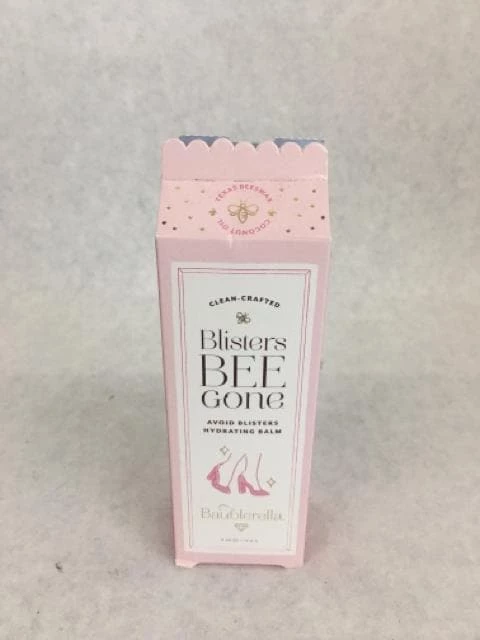 TEXAS BEESWAX
COCONUT OIL
CLEAN-CRAFTED
Blisters
BEE
Gone
AVOID BLISTERS
HYDRATING BALM
Baublerella